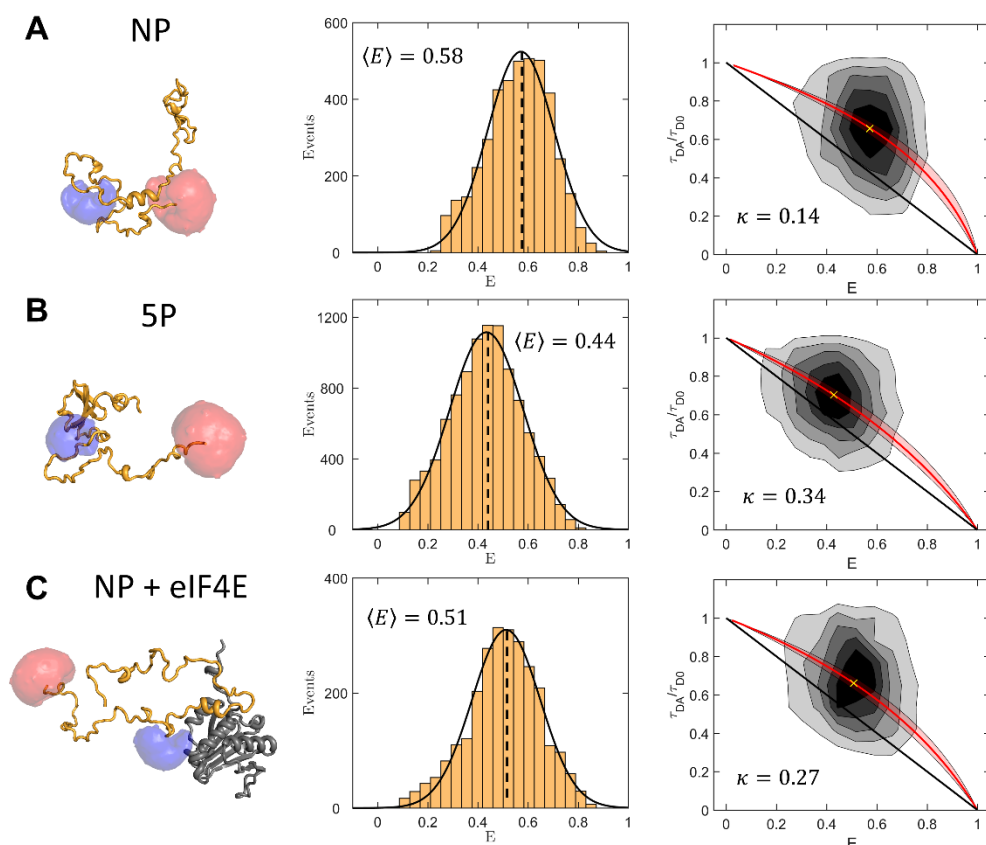 A
NP
⟨E⟩ = 0.58
Events
600
400
200
0
0
0.2
0.4
0.6
0.8
1
E
τDA/τD0
1
0.8
0.6
0.4
0.2
0
κ = 0.14
0
0.2
0.4
0.6
0.8
1
E
B
5P
⟨E⟩ = 0.44
Events
1200
900
600
300
0
0
0.2
0.4
0.6
0.8
1
E
τDA/τD0
1
0.8
0.6
0.4
0.2
0
κ = 0.34
0
0.2
0.4
0.6
0.8
1
E
C
NP + eIF4E
⟨E⟩ = 0.51
Events
400
300
200
100
0
0
0.2
0.4
0.6
0.8
1
E
τDA/τD0
1
0.8
0.6
0.4
0.2
0
κ = 0.27
0
0.2
0.4
0.6
0.8
1
E